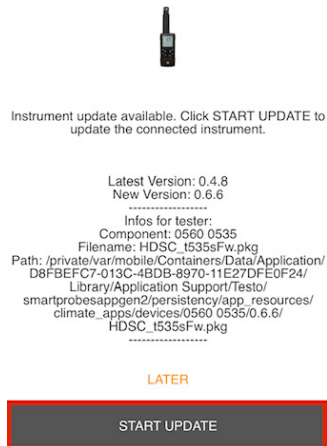 Instrument update available. Click START UPDATE to
update the connected instrument.
Latest Version: 0.4.8
New Version: 0.6.6
------------------
Infos for tester:
Component: 0560 0535
Filename: HDSC_t535sFw.pkg
Path: /private/var/mobile/Containers/Data/Application/
D8FBEFC7-013C-4BDB-8970-11E27DFE0F24/
Library/Application Support/Testo/
smartprobesappgen2/persistency/app_resources/
climate_apps/devices/0560 0535/0.6.6/
HDSC_t535sFw.pkg
------------------
LATER
START UPDATE